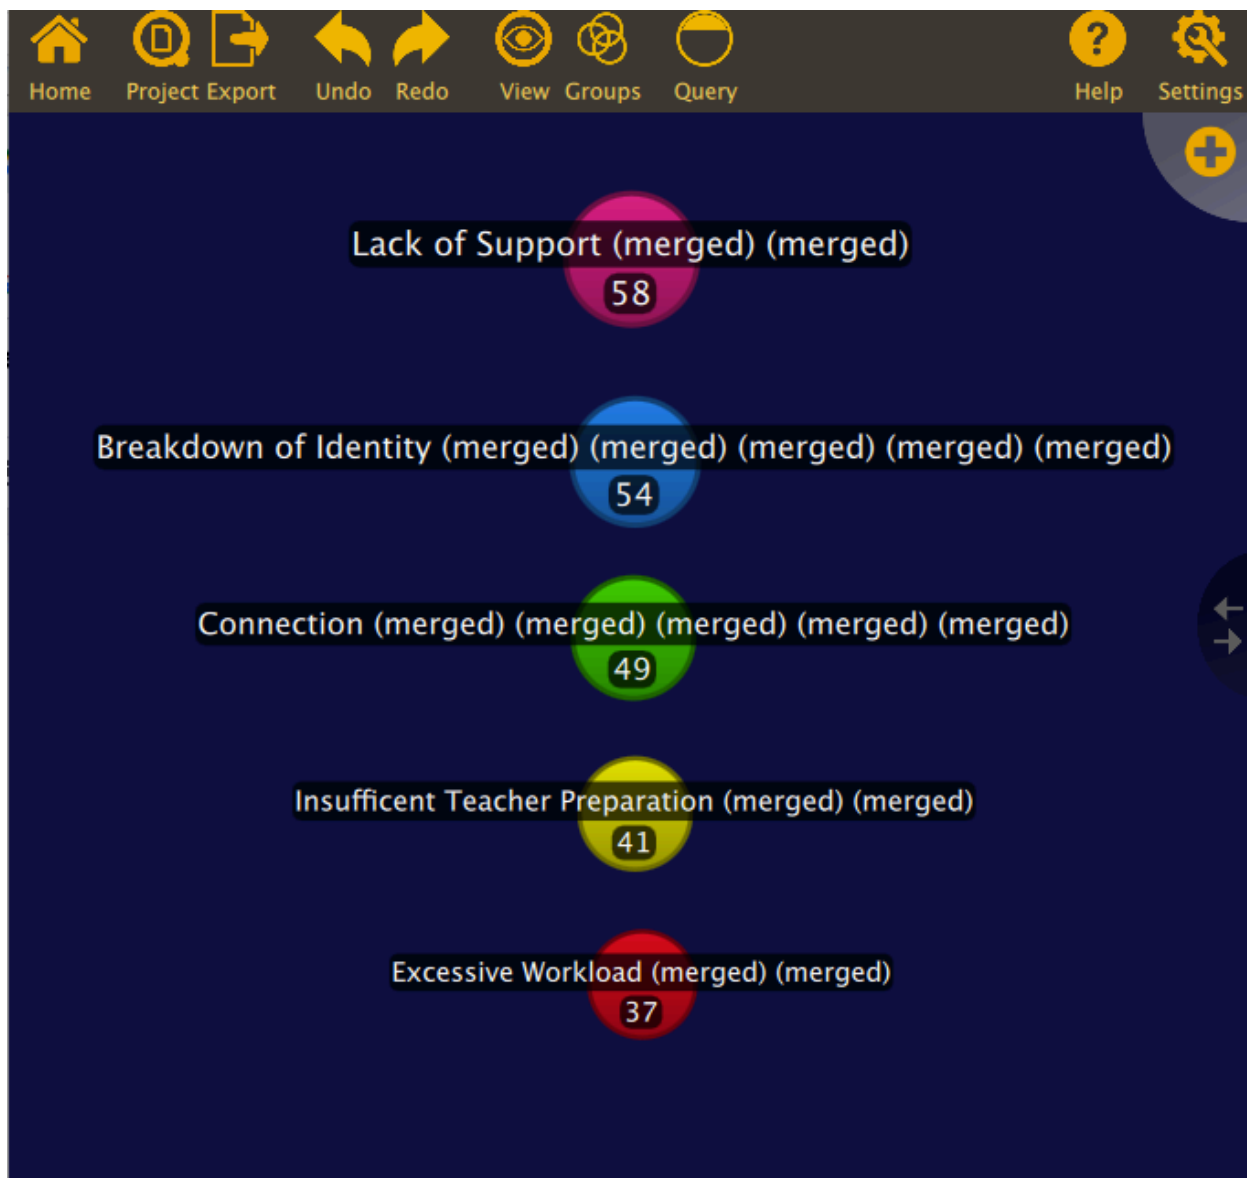 Home Project Export Undo Redo View Groups Query Help Settings
Lack of Support (merged) (merged)
58
Breakdown of Identity (merged) (merged) (merged) (merged) (merged)
54
Connection (merged) (merged) (merged) (merged) (merged)
49
Insufficent Teacher Preparation (merged) (merged)
41
Excessive Workload (merged) (merged)
37